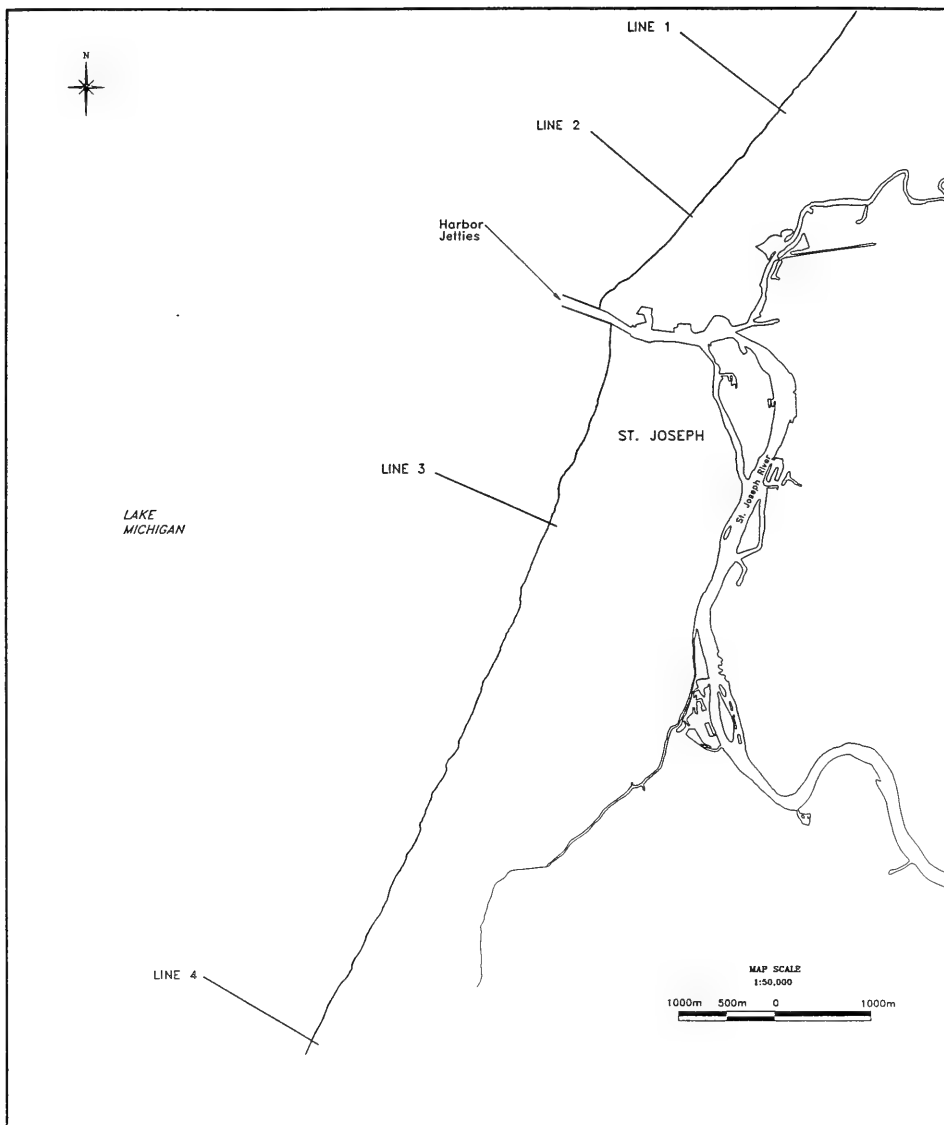 LINE 1
N
LINE 2
Harbor
Jetties
ST. JOSEPH
LINE 3
St. Joseph River
LAKE
MICHIGAN
LINE 4
MAP SCALE
1:50,000
1000m 500m 0 1000m